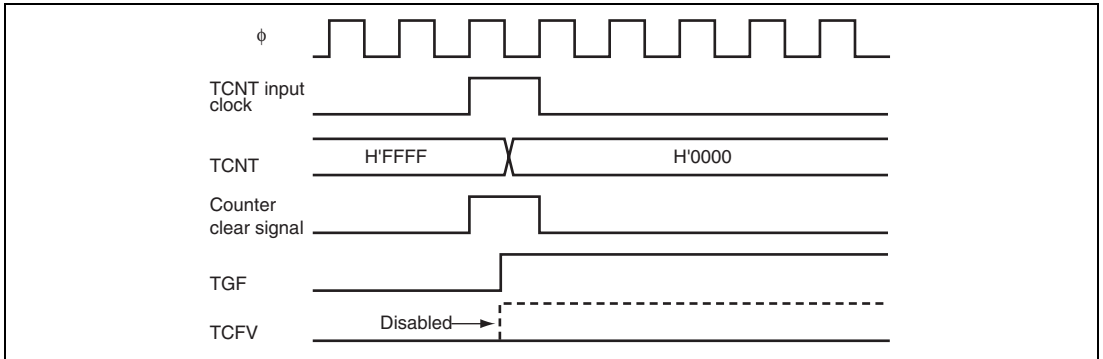 ϕ
TCNT input
clock
TCNT
H'FFFF
H'0000
Counter
clear signal
TGF
TCFV
Disabled